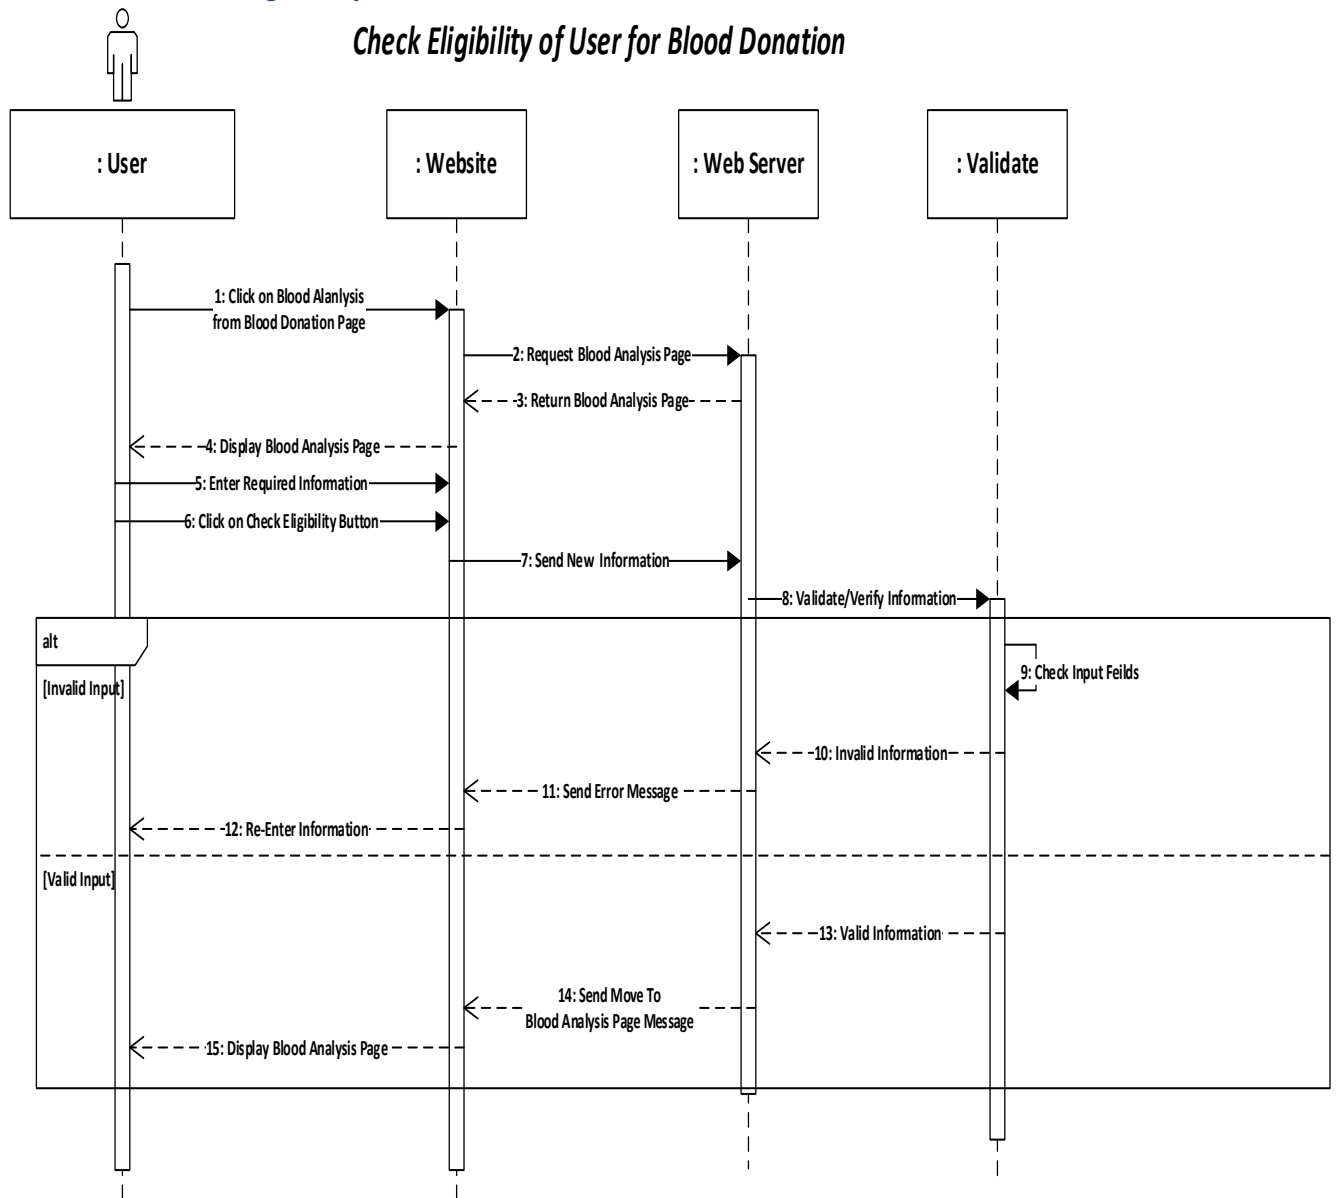 Check Eligibility of User for Blood Donation
: User
: Website
: Web Server
: Validate
1: Click on Blood Alanlysis
from Blood Donation Page
2: Request Blood Analysis Page
3: Return Blood Analysis Page
4: Display Blood Analysis Page
5: Enter Required Information
6: Click on Check Eligibility Button
7: Send New Information
8: Validate/Verify Information
alt
9: Check Input Feilds
[Invalid Input]
10: Invalid Information
11: Send Error Message
12: Re-Enter Information
[Valid Input]
13: Valid Information
14: Send Move To
Blood Analysis Page Message
15: Display Blood Analysis Page